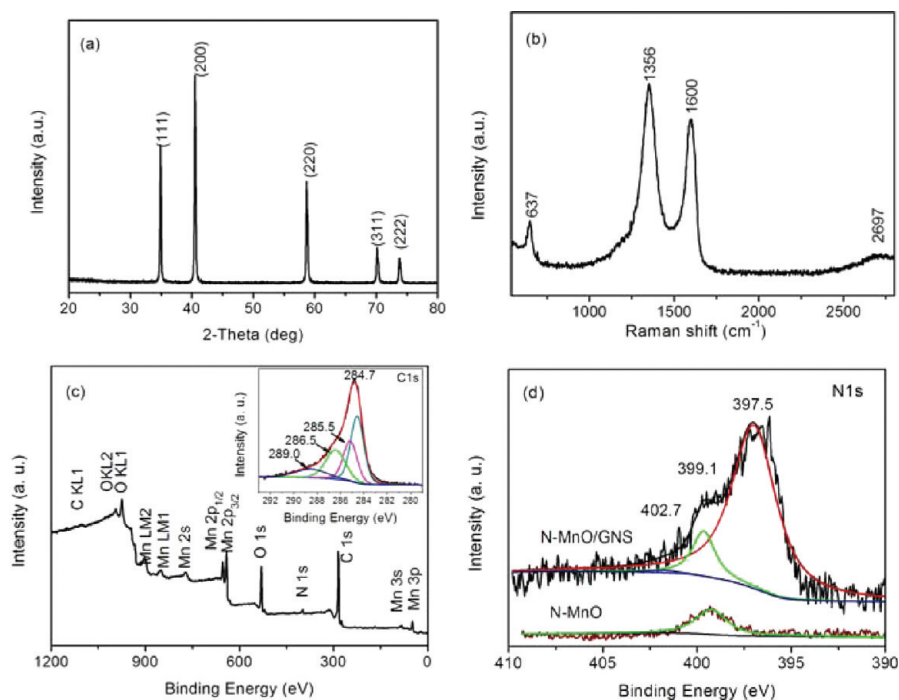 (a)
(111)
(200)
(220)
(311)
(222)
Intensity (a.u.)
20 30 40 50 60 70 80
2-Theta (deg)
(b)
637
1356
1600
2697
Intensity (a.u.)
1000 1500 2000 2500
Raman shift (cm⁻¹)
(c)
C KL1
OKL2
O KL1
Mn LM2
Mn LM1
Mn 2s
Mn 2p1/2
Mn 2p3/2
O 1s
N 1s
C 1s
Mn 3s
Mn 3p
Intensity (a. u.)
1200 900 600 300 0
Binding Energy (eV)
C1s
284.7
285.5
286.5
289.0
Intensity (a. u.)
292 288 284 280
Binding Energy (eV)
(d)
N1s
397.5
399.1
402.7
N-MnO/GNS
N-MnO
Intensity (a. u.)
410 405 400 395 390
Binding Energy (eV)